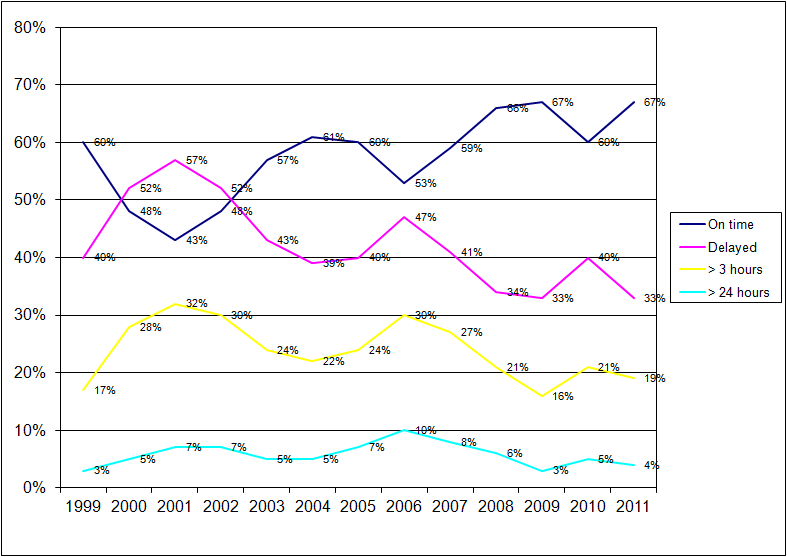 80%
70%
60%
50%
40%
30%
20%
10%
0%
60% 48% 43% 48% 57% 61% 60% 53% 59% 66% 67% 60% 67%
40% 52% 57% 52% 43% 39% 40% 47% 41% 34% 33% 40% 33%
17% 28% 32% 30% 24% 22% 24% 30% 27% 21% 16% 21% 19%
3% 5% 7% 7% 5% 5% 7% 10% 8% 6% 3% 5% 4%
1999 2000 2001 2002 2003 2004 2005 2006 2007 2008 2009 2010 2011
On time
Delayed
> 3 hours
> 24 hours